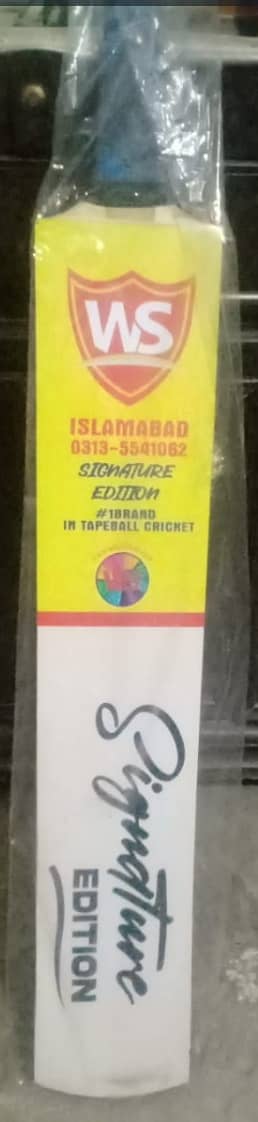 WS
ISLAMABAD
0313-5541062
SIGNATURE
EDITION
#1BRAND
IN TAPEBALL CRICKET
Signature
EDITION